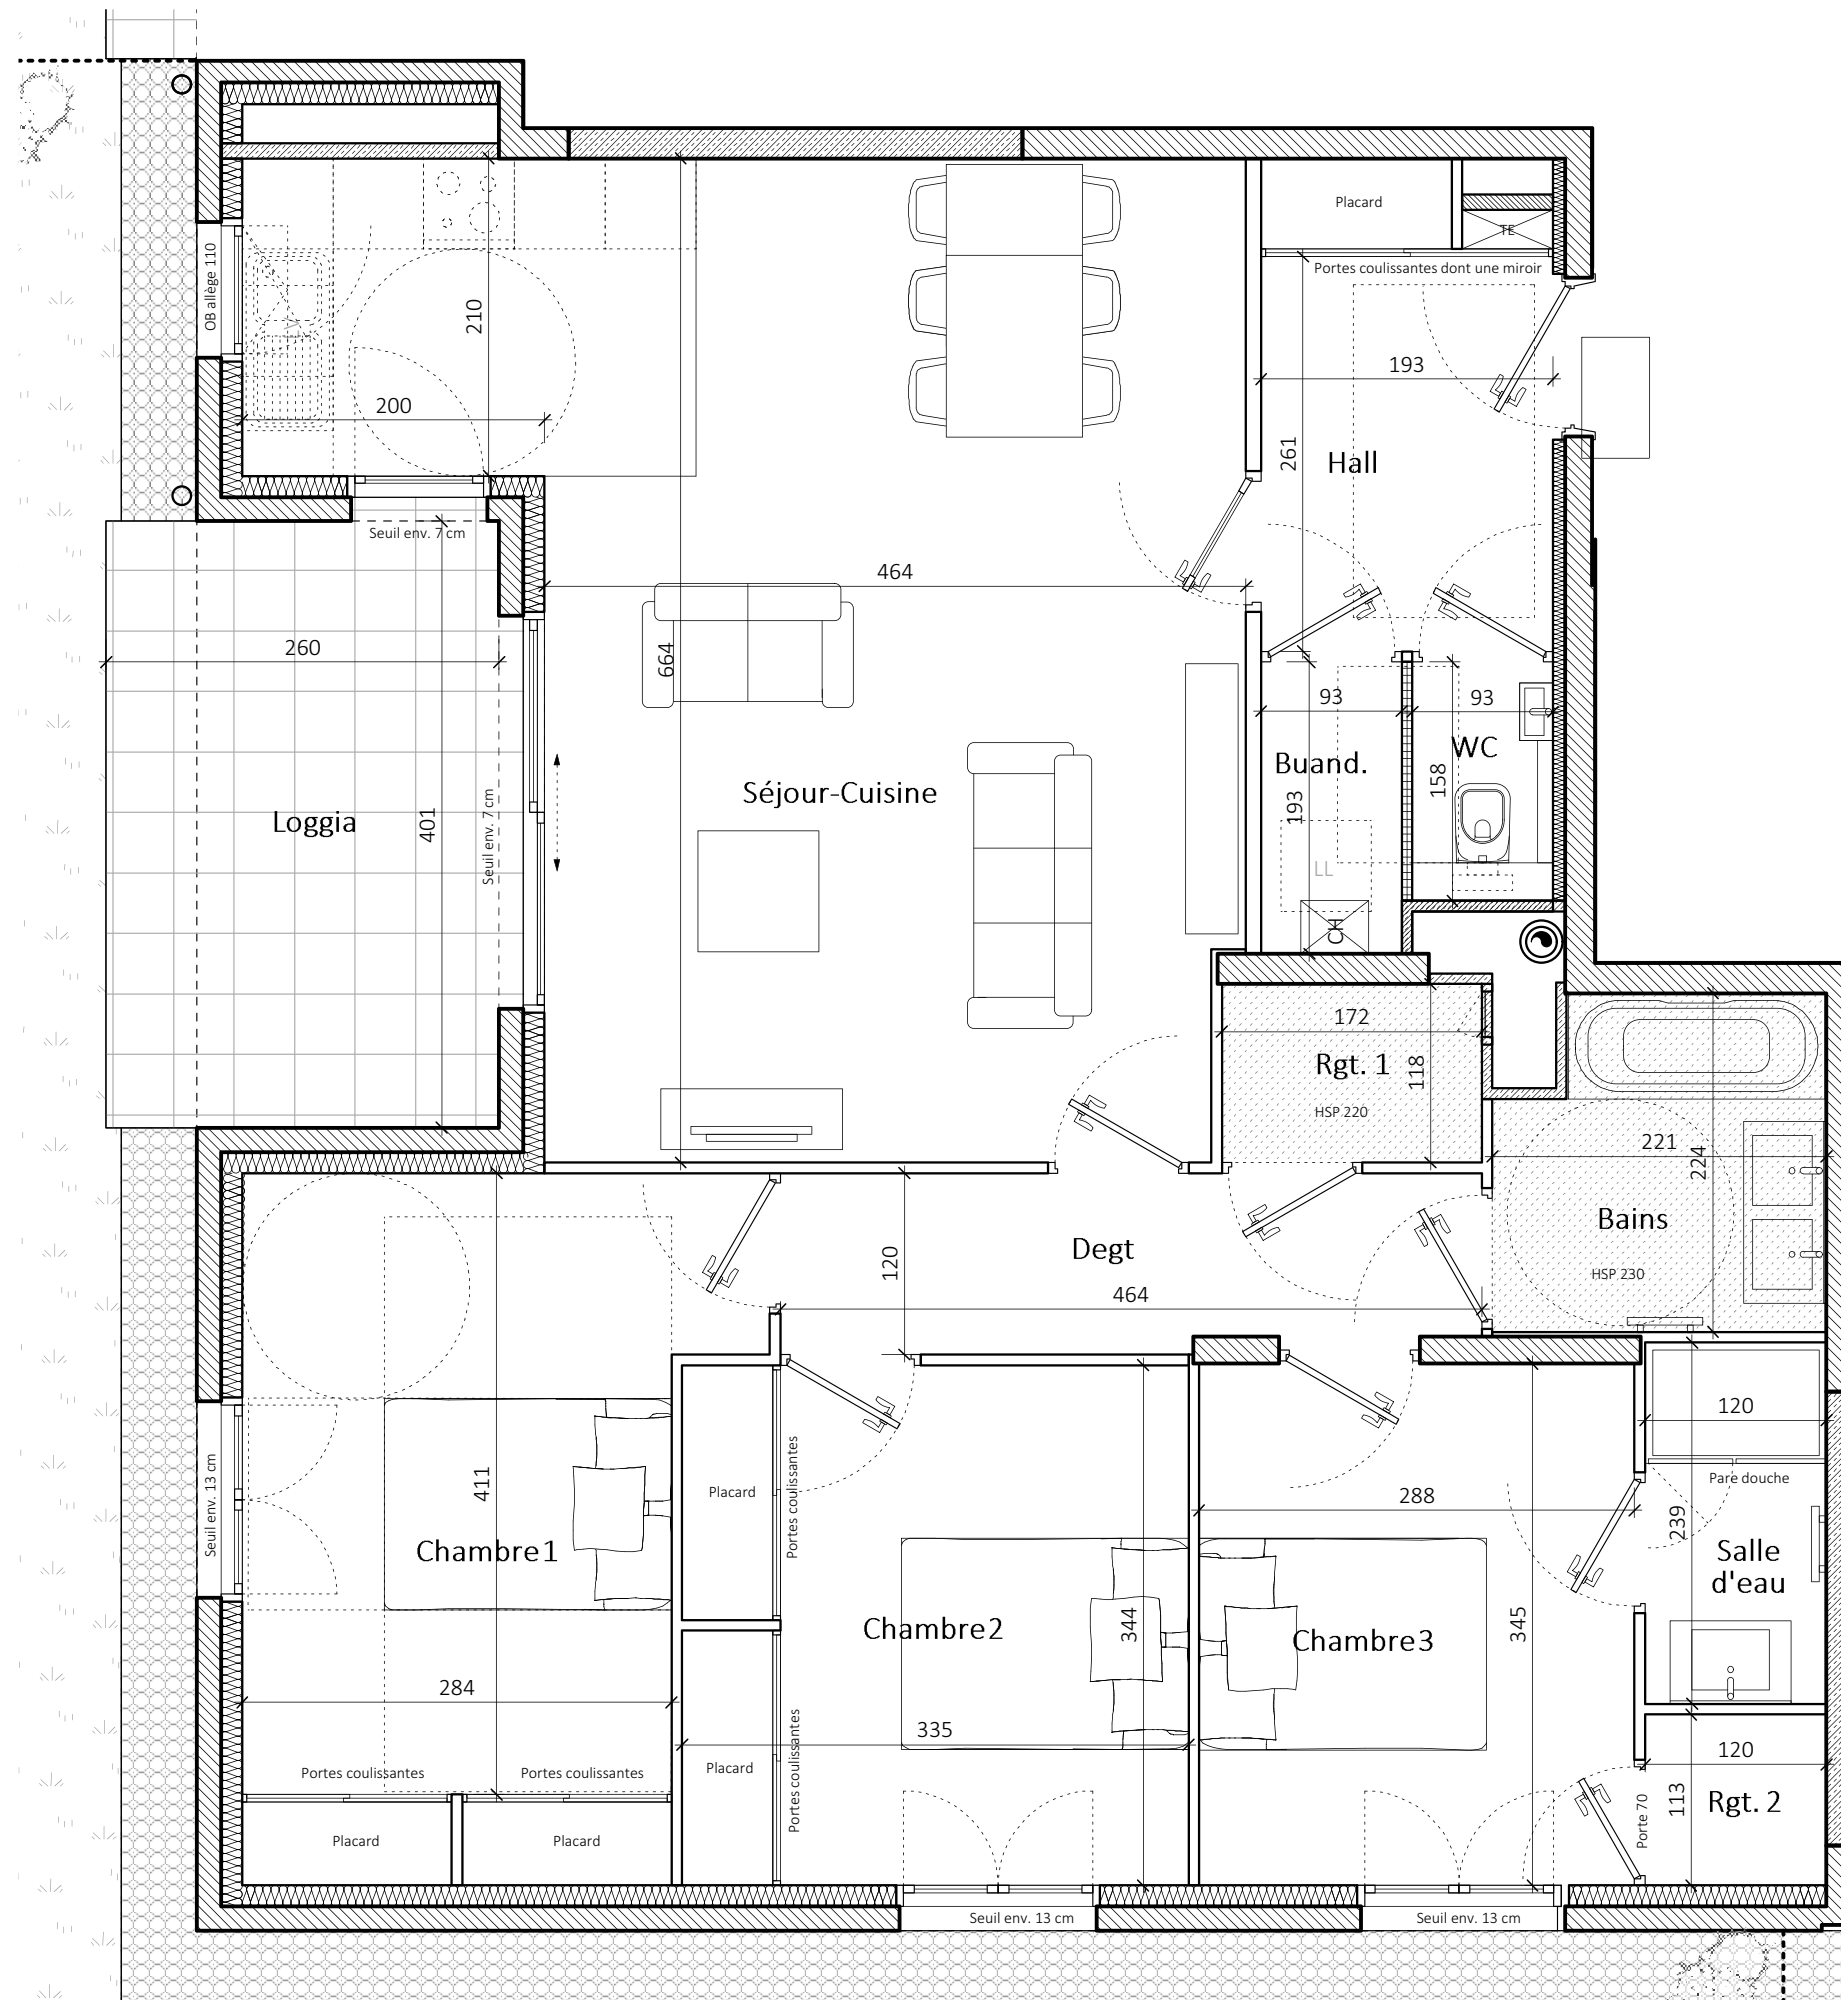 Placard
TE
Portes coulissantes dont une miroir
OB allège 110
210
193
200
261
Hall
Seuil env. 7 cm
464
260
664
93
93
WC
Buand.
158
Séjour-Cuisine
193
Loggia
401
Seuil env. 7 cm
LL
CH
172
Rgt. 1
118
HSP 220
221
224
Bains
Degt
120
HSP 230
464
120
Pare douche
Placard
Portes coulissantes
411
288
Seuil env. 13 cm
239
Chambre1
Salle
d'eau
Chambre2
344
Chambre3
345
284
335
Placard
Portes coulissantes
120
Portes coulissantes
Portes coulissantes
113
Rgt. 2
Porte 70
Placard
Placard
Seuil env. 13 cm
Seuil env. 13 cm